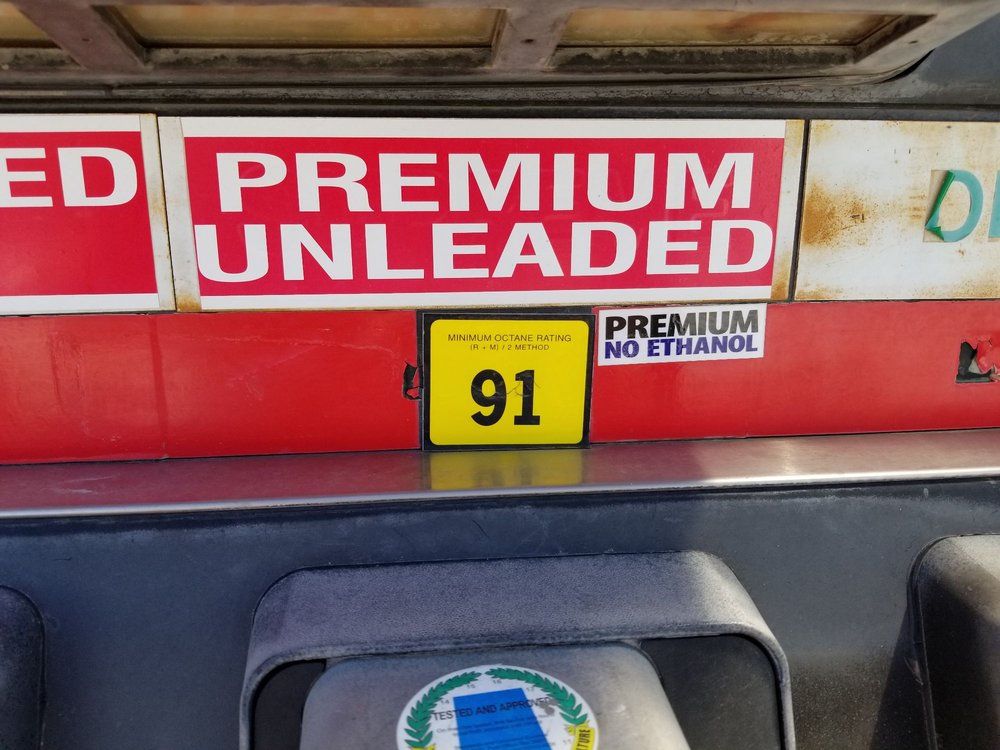 ED
PREMIUM
UNLEADED
MINIMUM OCTANE RATING
(R + M) / 2 METHOD
91
PREMIUM
NO ETHANOL
TESTED AND APPROVED